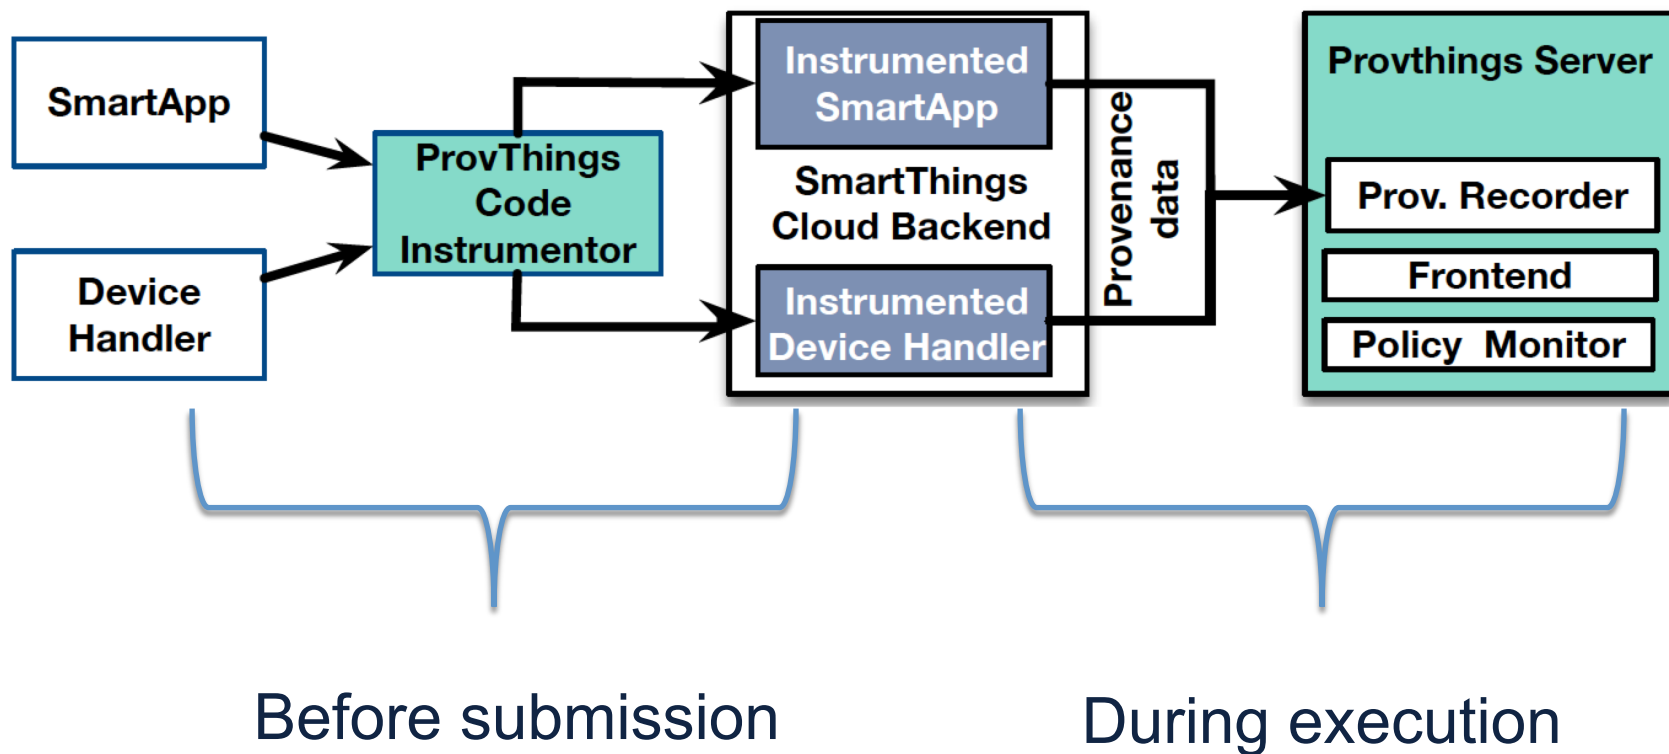 SmartApp
Device
Handler
ProvThings
Code
Instrumentor
Instrumented
SmartApp
SmartThings
Cloud Backend
Instrumented
Device Handler
Provenance
data
Provthings Server
Prov. Recorder
Frontend
Policy Monitor
Before submission
During execution